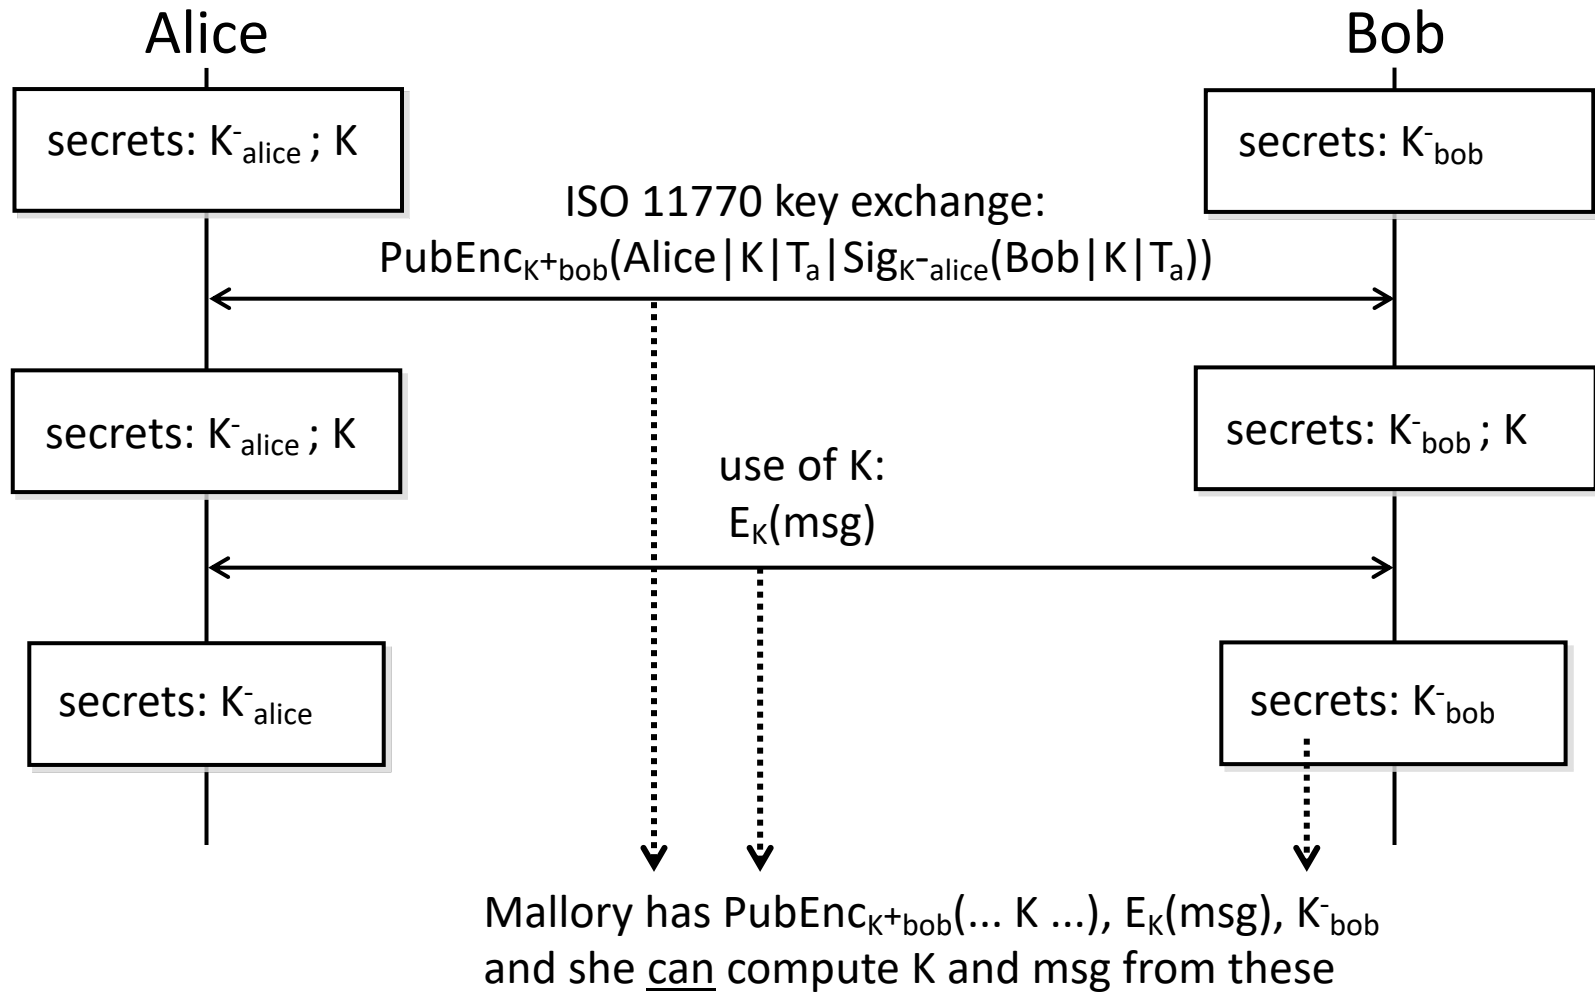 Alice
Bob
secrets: K⁻alice ; K
secrets: K⁻bob
ISO 11770 key exchange:
PubEncK+bob(Alice|K|Ta|SigK-alice(Bob|K|Ta))
secrets: K⁻alice ; K
secrets: K⁻bob ; K
use of K:
EK(msg)
secrets: K⁻alice
secrets: K⁻bob
Mallory has PubEncK+bob(... K ...), EK(msg), K⁻bob
and she can compute K and msg from these